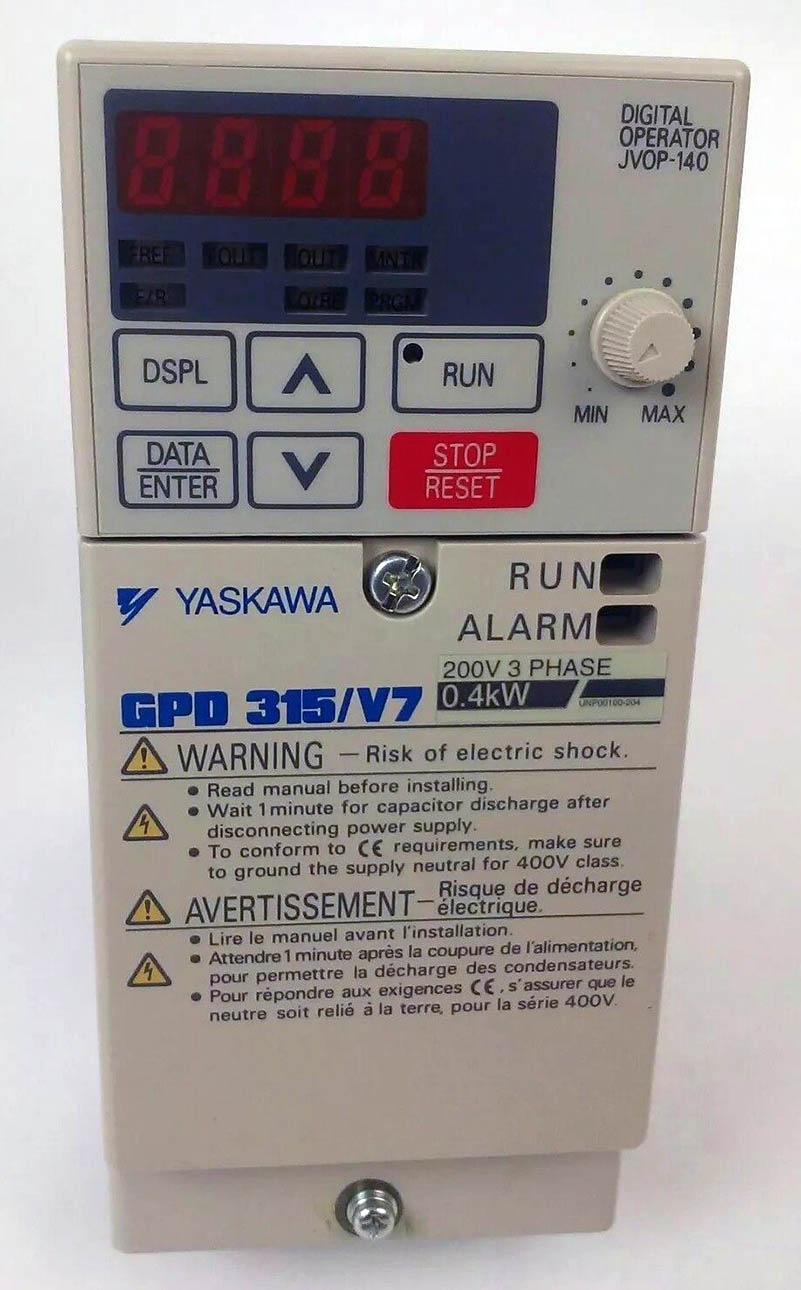 8888
DIGITAL
OPERATOR
JVOP-140
FREF FOUT IOUT MNTR
F/R LO/RE PRGM
DSPL
RUN
MIN MAX
DATA
ENTER
STOP
RESET
YASKAWA
RUN
ALARM
200V 3 PHASE
0.4kW
UNP00100-204
GPD 315/V7
WARNING – Risk of electric shock.
● Read manual before installing.
● Wait 1 minute for capacitor discharge after
disconnecting power supply.
● To conform to CE requirements, make sure
to ground the supply neutral for 400V class.
AVERTISSEMENT – Risque de décharge
électrique.
● Lire le manuel avant l'installation.
● Attendre 1 minute après la coupure de l'alimentation,
pour permettre la décharge des condensateurs.
● Pour répondre aux exigences CE, s'assurer que le
neutre soit relié à la terre, pour la série 400V.